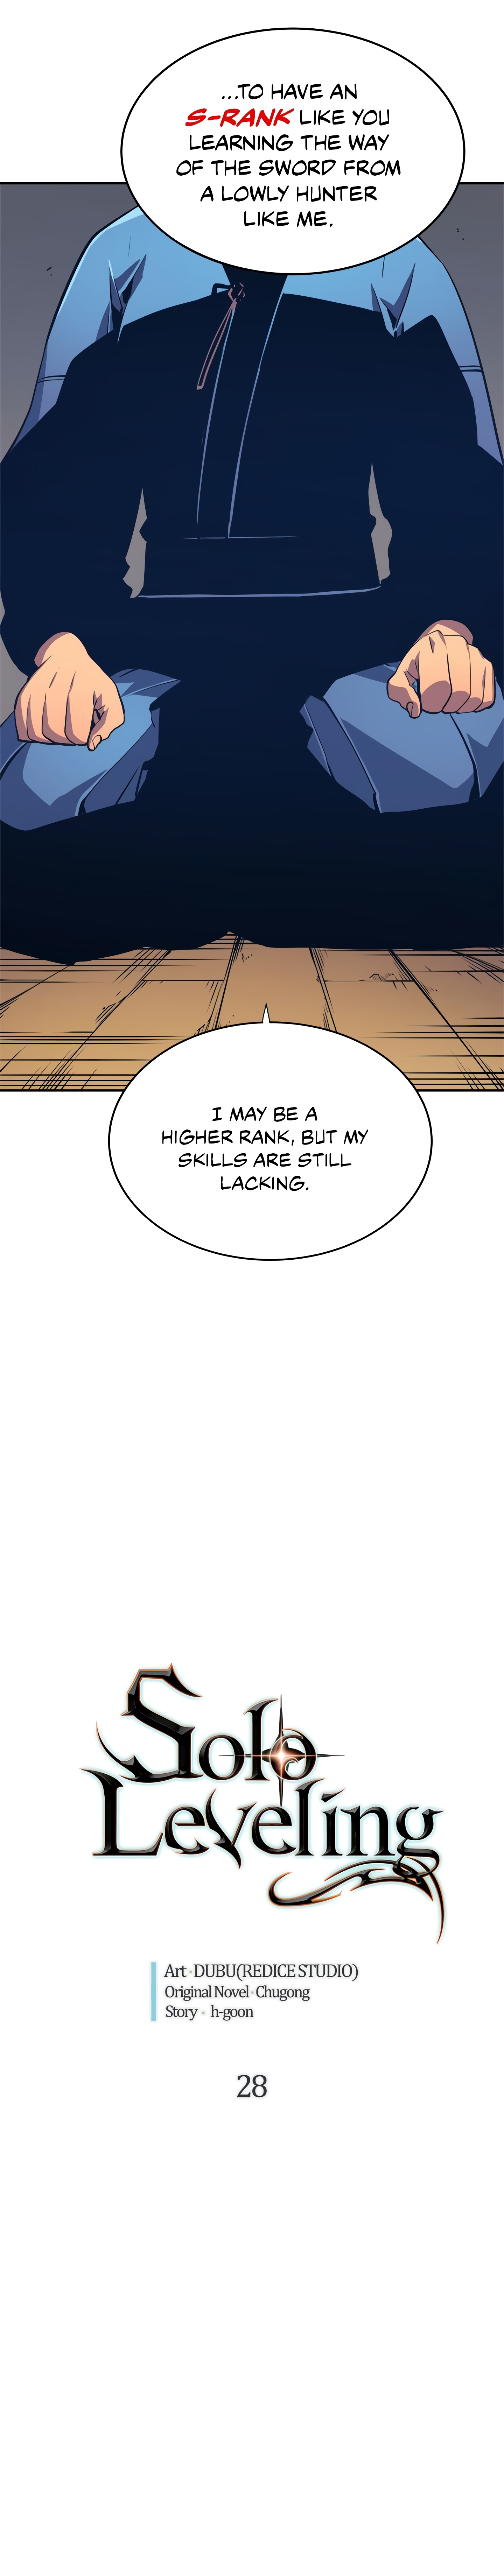 ...TO HAVE AN
S-RANK LIKE YOU
LEARNING THE WAY
OF THE SWORD FROM
A LOWLY HUNTER
LIKE ME.
I MAY BE A
HIGHER RANK, BUT MY
SKILLS ARE STILL
LACKING.
Solo
Leveling
Art · DUBU(REDICE STUDIO)
Original Novel · Chugong
Story · h-goon
28